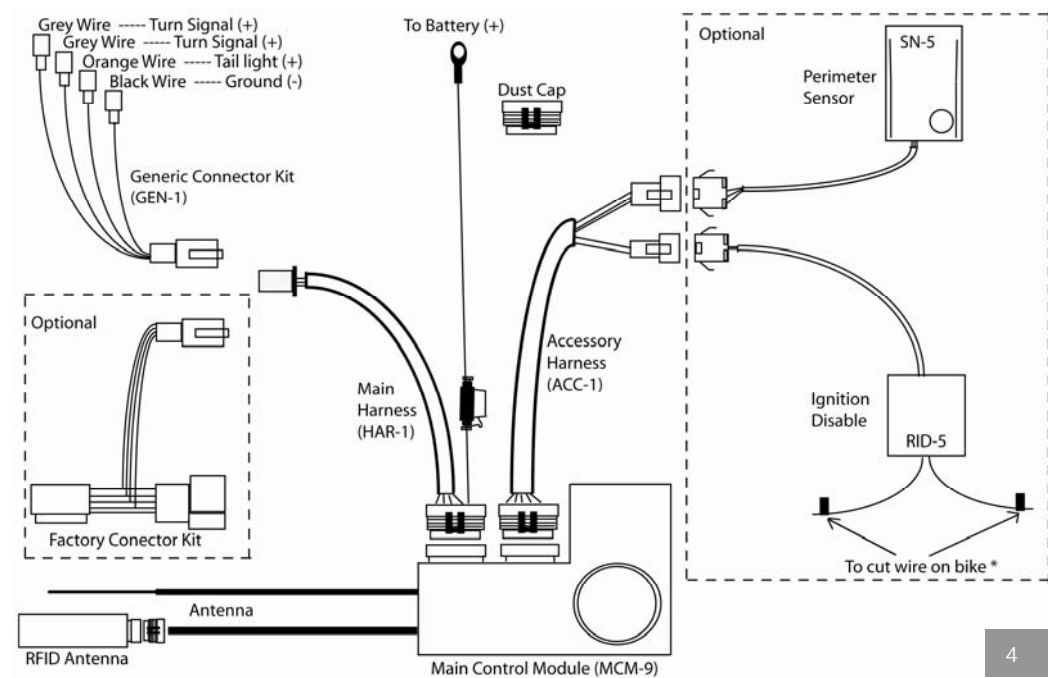 Grey Wire ----- Turn Signal (+)
Grey Wire ----- Turn Signal (+)
Orange Wire ----- Tail light (+)
Black Wire ----- Ground (-)
Generic Connector Kit
(GEN-1)
To Battery (+)
Dust Cap
Optional
SN-5
Perimeter
Sensor
Optional
Factory Conector Kit
Main
Harness
(HAR-1)
Accessory
Harness
(ACC-1)
Ignition
Disable
RID-5
To cut wire on bike *
Antenna
RFID Antenna
Main Control Module (MCM-9)
4